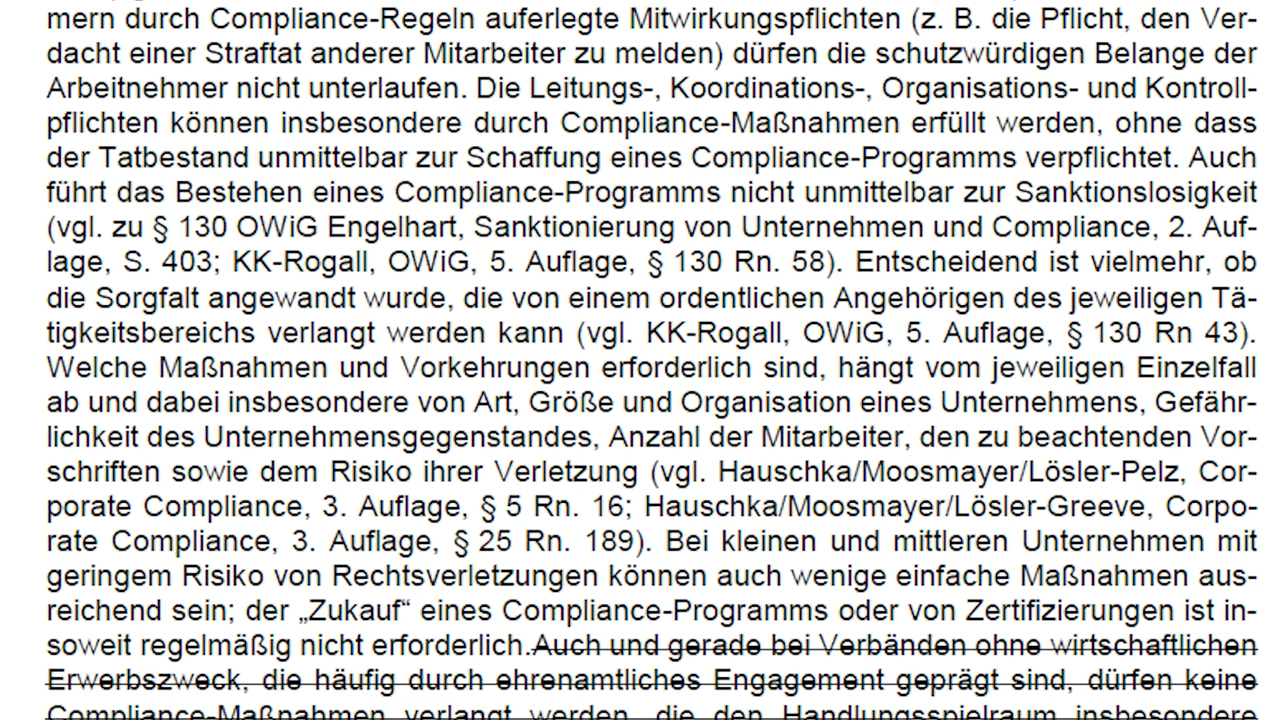 mern durch Compliance-Regeln auferlegte Mitwirkungspflichten (z. B. die Pflicht, den Ver-
dacht einer Straftat anderer Mitarbeiter zu melden) dürfen die schutzwürdigen Belange der
Arbeitnehmer nicht unterlaufen. Die Leitungs-, Koordinations-, Organisations- und Kontroll-
pflichten können insbesondere durch Compliance-Maßnahmen erfüllt werden, ohne dass
der Tatbestand unmittelbar zur Schaffung eines Compliance-Programms verpflichtet. Auch
führt das Bestehen eines Compliance-Programms nicht unmittelbar zur Sanktionslosigkeit
(vgl. zu § 130 OWiG Engelhart, Sanktionierung von Unternehmen und Compliance, 2. Auf-
lage, S. 403; KK-Rogall, OWiG, 5. Auflage, § 130 Rn. 58). Entscheidend ist vielmehr, ob
die Sorgfalt angewandt wurde, die von einem ordentlichen Angehörigen des jeweiligen Tä-
tigkeitsbereichs verlangt werden kann (vgl. KK-Rogall, OWiG, 5. Auflage, § 130 Rn 43).
Welche Maßnahmen und Vorkehrungen erforderlich sind, hängt vom jeweiligen Einzelfall
ab und dabei insbesondere von Art, Größe und Organisation eines Unternehmens, Gefähr-
lichkeit des Unternehmensgegenstandes, Anzahl der Mitarbeiter, den zu beachtenden Vor-
schriften sowie dem Risiko ihrer Verletzung (vgl. Hauschka/Moosmayer/Lösler-Pelz, Cor-
porate Compliance, 3. Auflage, § 5 Rn. 16; Hauschka/Moosmayer/Lösler-Greeve, Corpo-
rate Compliance, 3. Auflage, § 25 Rn. 189). Bei kleinen und mittleren Unternehmen mit
geringem Risiko von Rechtsverletzungen können auch wenige einfache Maßnahmen aus-
reichend sein; der „Zukauf“ eines Compliance-Programms oder von Zertifizierungen ist in-
soweit regelmäßig nicht erforderlich.Auch und gerade bei Verbänden ohne wirtschaftlichen
Erwerbszweck, die häufig durch ehrenamtliches Engagement geprägt sind, dürfen keine
Compliance-Maßnahmen verlangt werden, die den Handlungsspielraum insbesondere